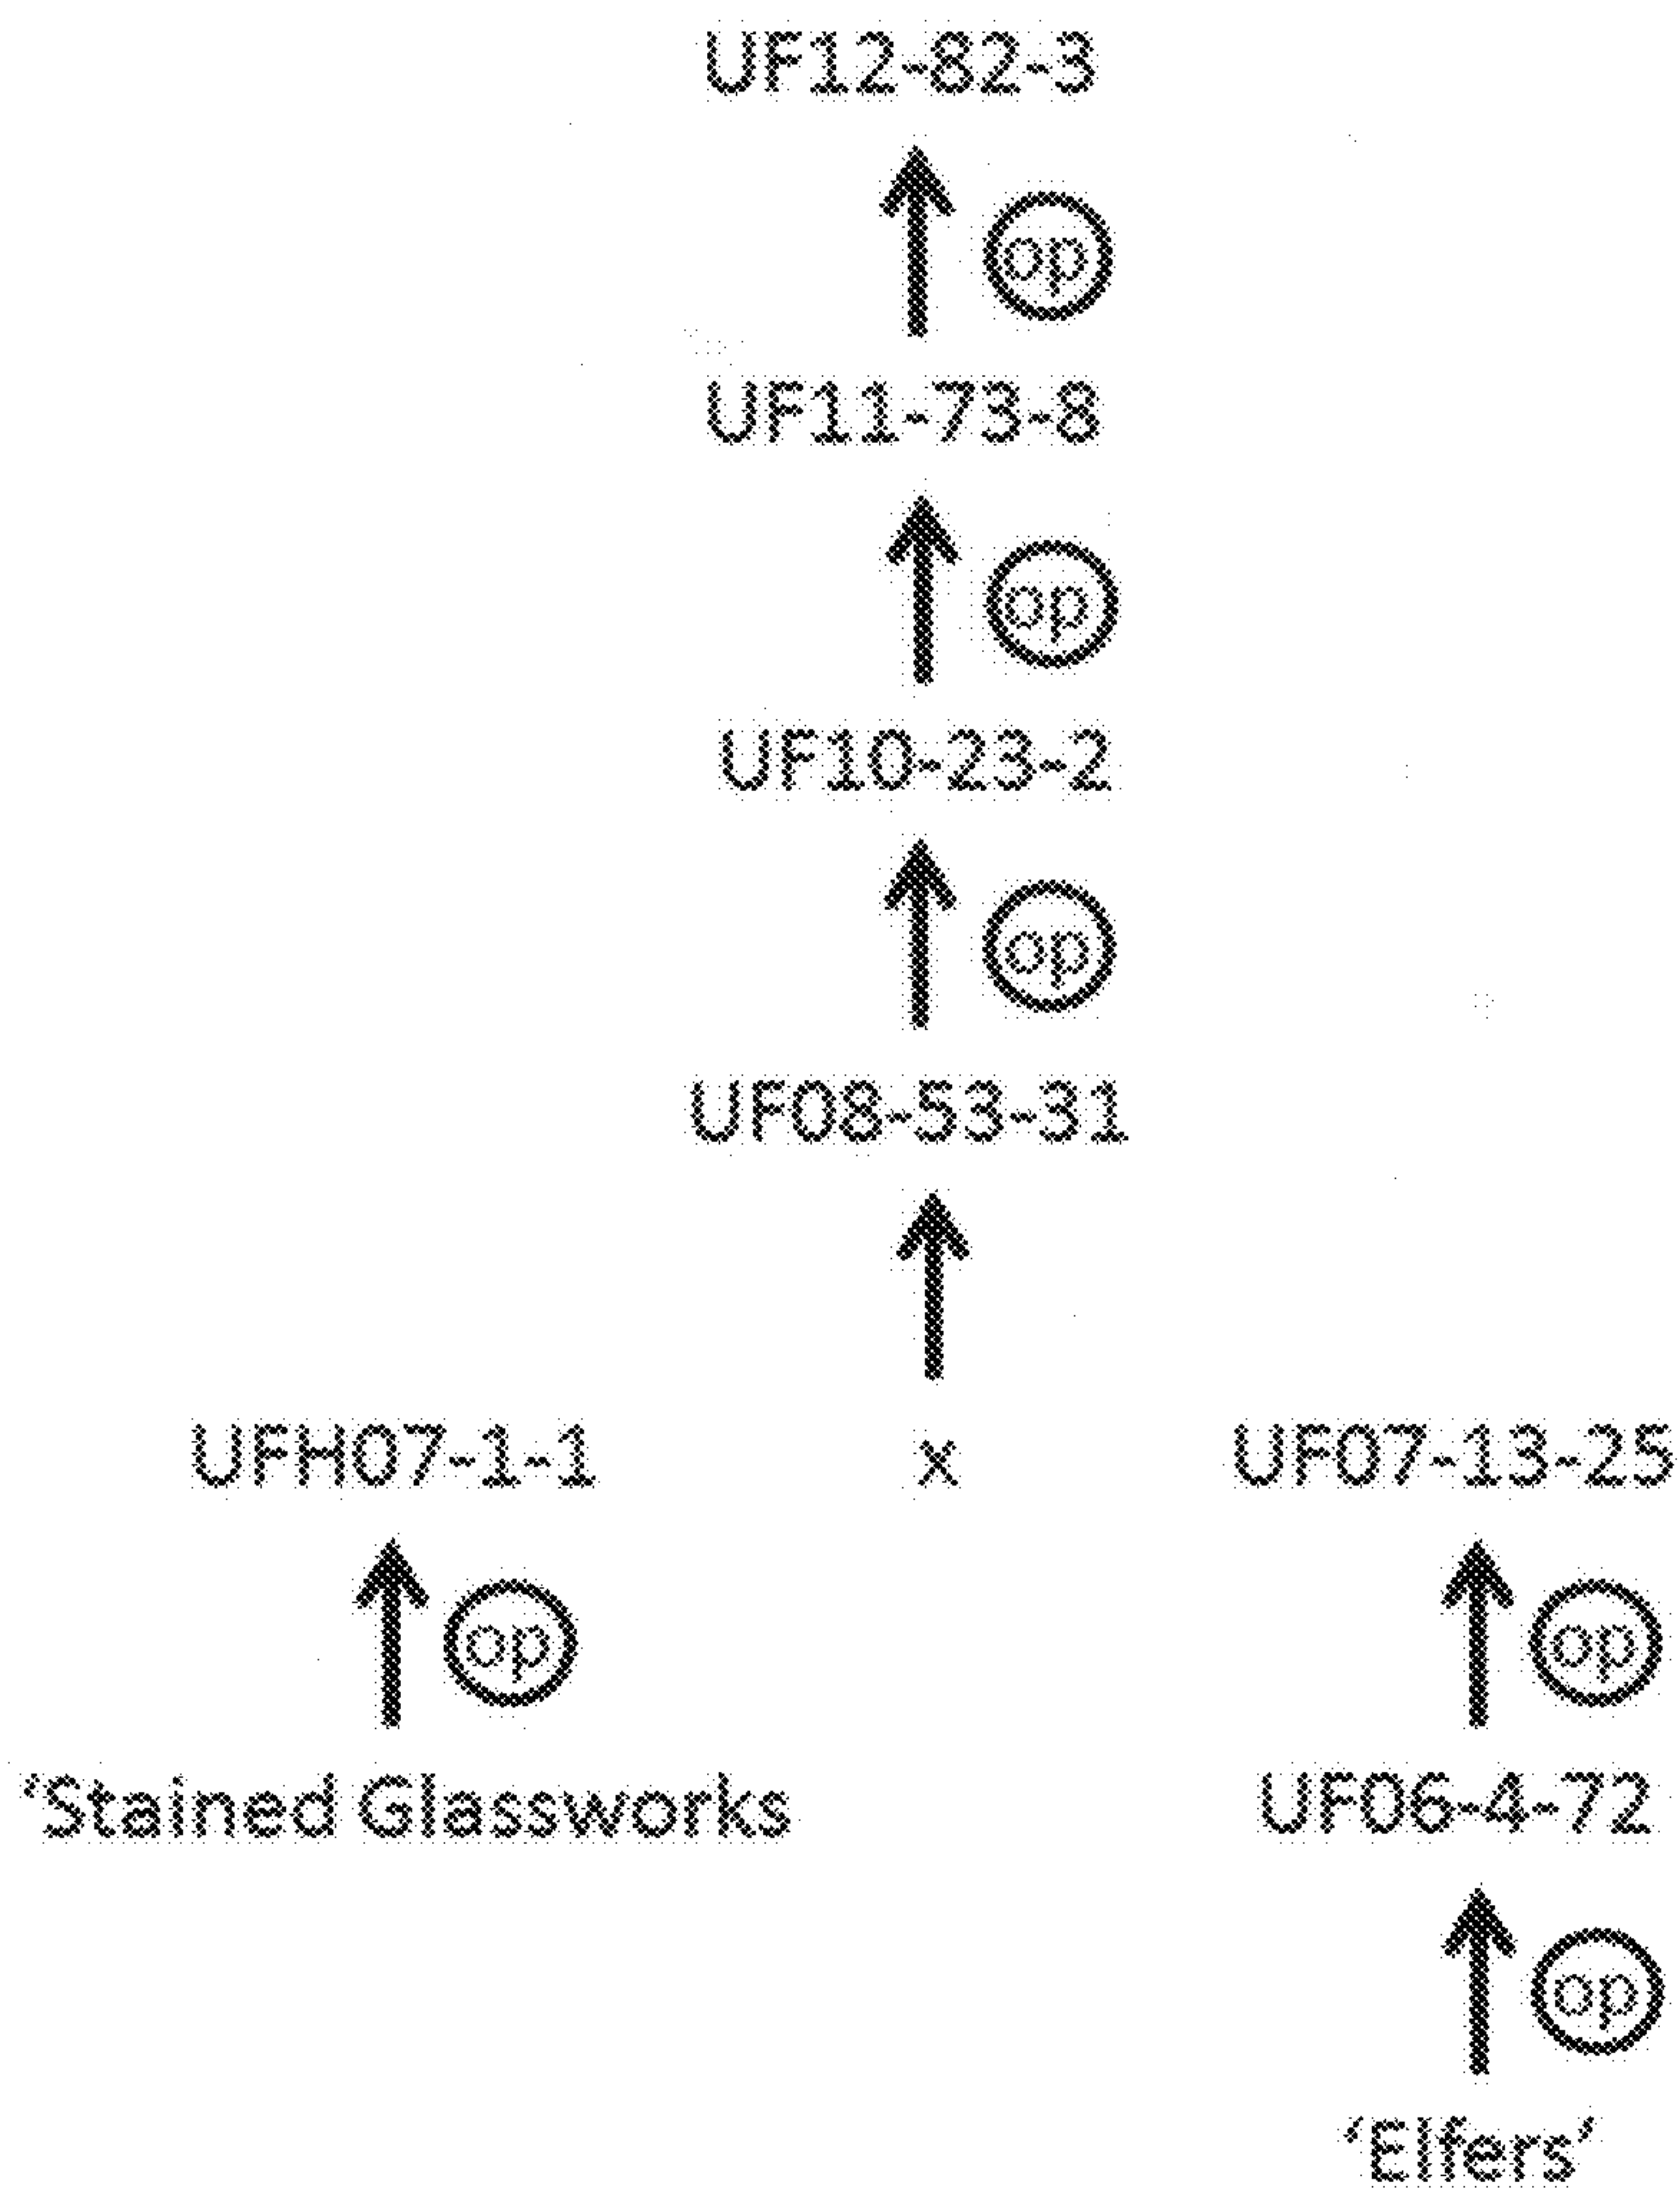 UF12-82-3
op
UF11-73-8
op
UF10-23-2
op
UF08-53-31
UFH07-1-1 x UF07-13-25
op op
‘Stained Glassworks UF06-4-72
op
‘Elfers’